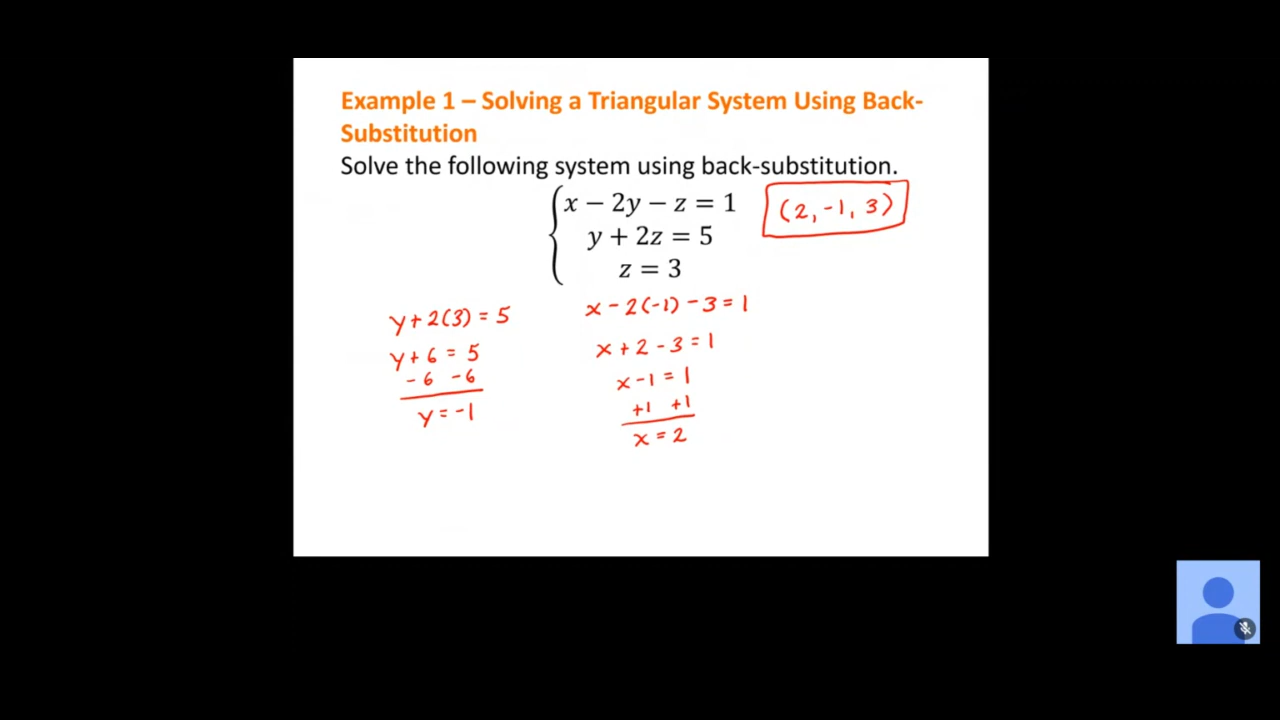 Example 1 – Solving a Triangular System Using Back-
Substitution
Solve the following system using back-substitution.
x − 2y − z = 1
y + 2z = 5
z = 3
(2, -1, 3)
y + 2(3) = 5
y + 6 = 5
- 6 - 6
y = -1
x - 2(-1) - 3 = 1
x + 2 - 3 = 1
x - 1 = 1
+1 +1
x = 2